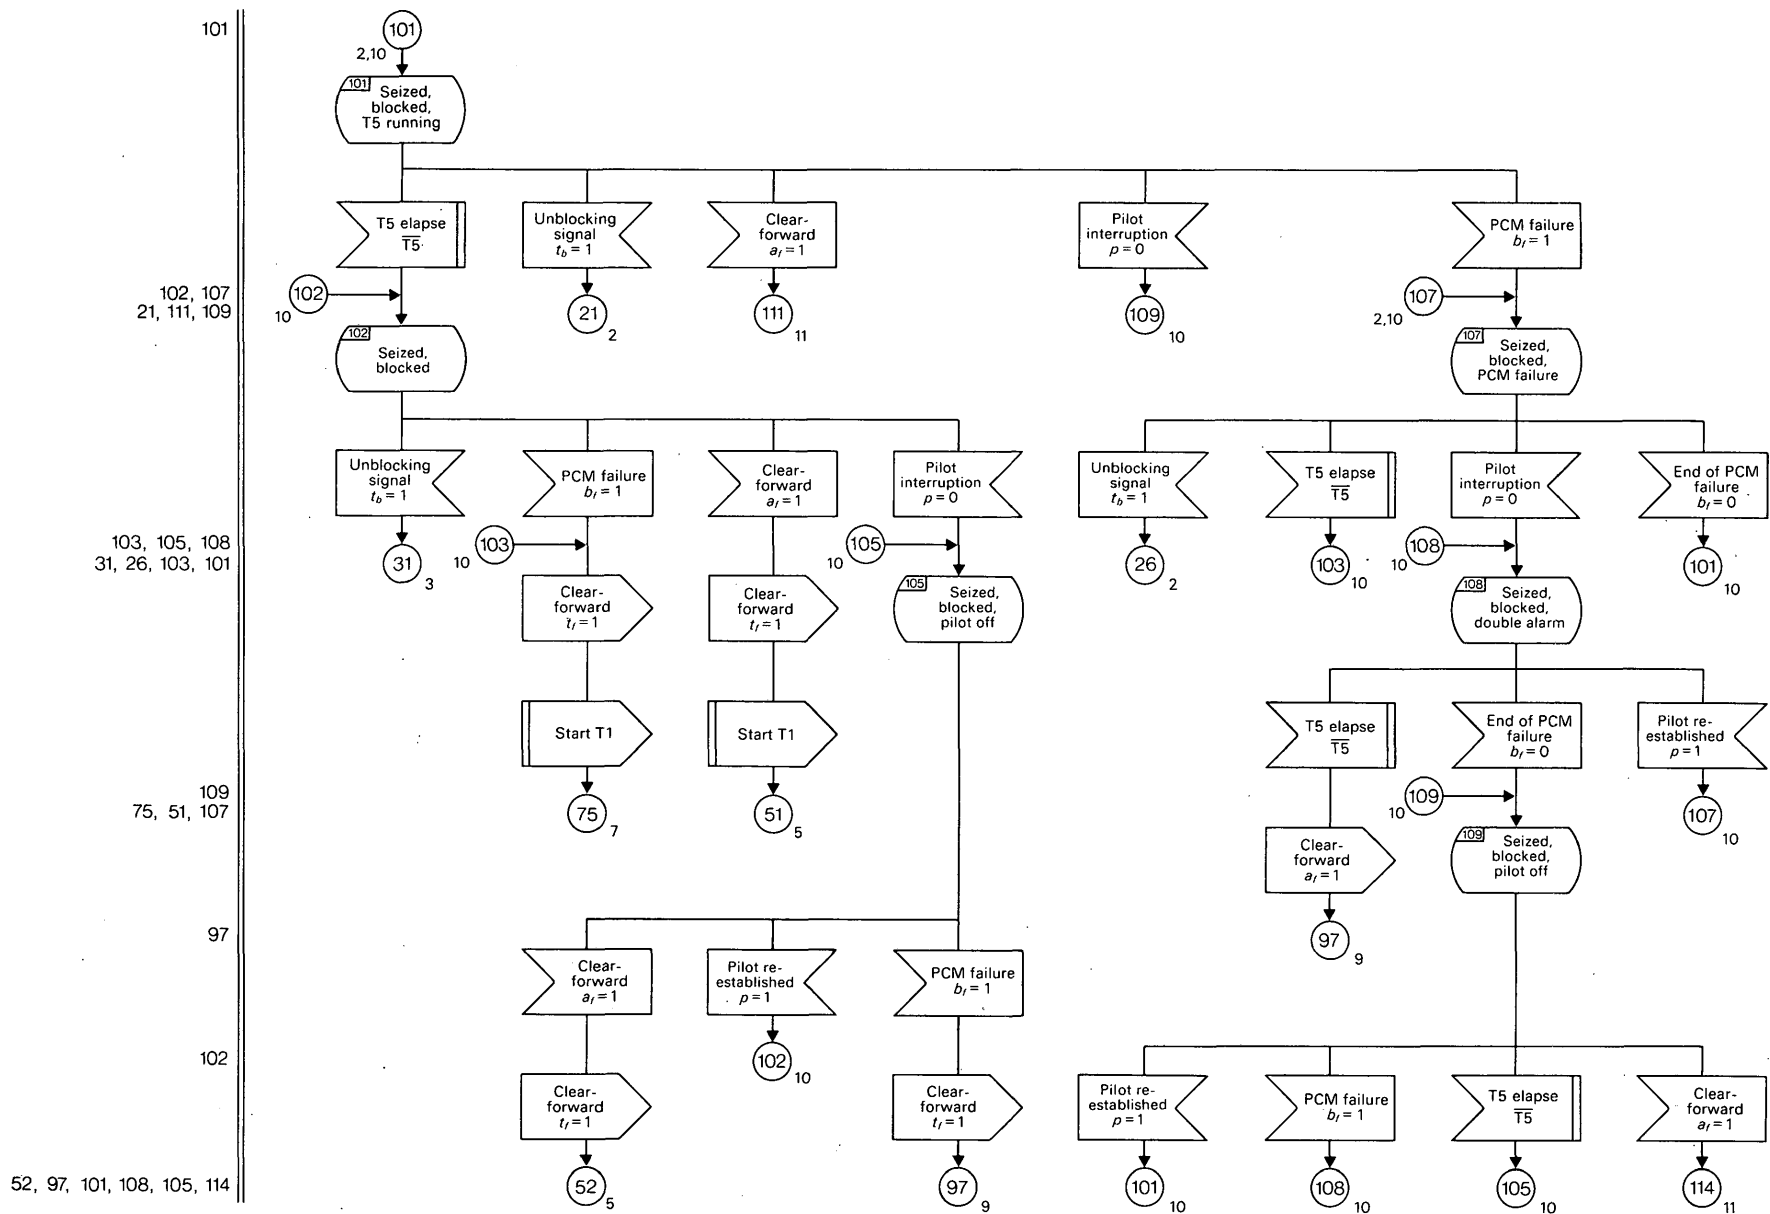 101
101
2,10
101
Seized,
blocked,
T5 running
T5 elapse
T5
Unblocking
signal
t_b = 1
Clear-
forward
a_f = 1
Pilot
interruption
p = 0
PCM failure
b_f = 1
102, 107
21, 111, 109
102
10
21
2
111
11
109
10
107
2,10
102
Seized,
blocked
107
Seized,
blocked,
PCM failure
Unblocking
signal
t_b = 1
PCM failure
b_f = 1
Clear-
forward
a_f = 1
Pilot
interruption
p = 0
Unblocking
signal
t_b = 1
T5 elapse
T5
Pilot
interruption
p = 0
End of PCM
failure
b_f = 0
103, 105, 108
31, 26, 103, 101
31
3
103
10
105
10
26
2
103
10
108
10
101
10
Clear-
forward
t_f = 1
Clear-
forward
t_f = 1
105
Seized,
blocked,
pilot off
108
Seized,
blocked,
double alarm
Start T1
Start T1
T5 elapse
T5
End of PCM
failure
b_f = 0
Pilot re-
established
p = 1
109
75, 51, 107
75
7
51
5
109
10
107
10
Clear-
forward
a_f = 1
109
Seized,
blocked,
pilot off
97
97
9
Clear-
forward
a_f = 1
Pilot re-
established
p = 1
PCM failure
b_f = 1
102
102
10
Clear-
forward
t_f = 1
Clear-
forward
t_f = 1
Pilot re-
established
p = 1
PCM failure
b_f = 1
T5 elapse
T5
Clear-
forward
a_f = 1
52, 97, 101, 108, 105, 114
52
5
97
9
101
10
108
10
105
10
114
11